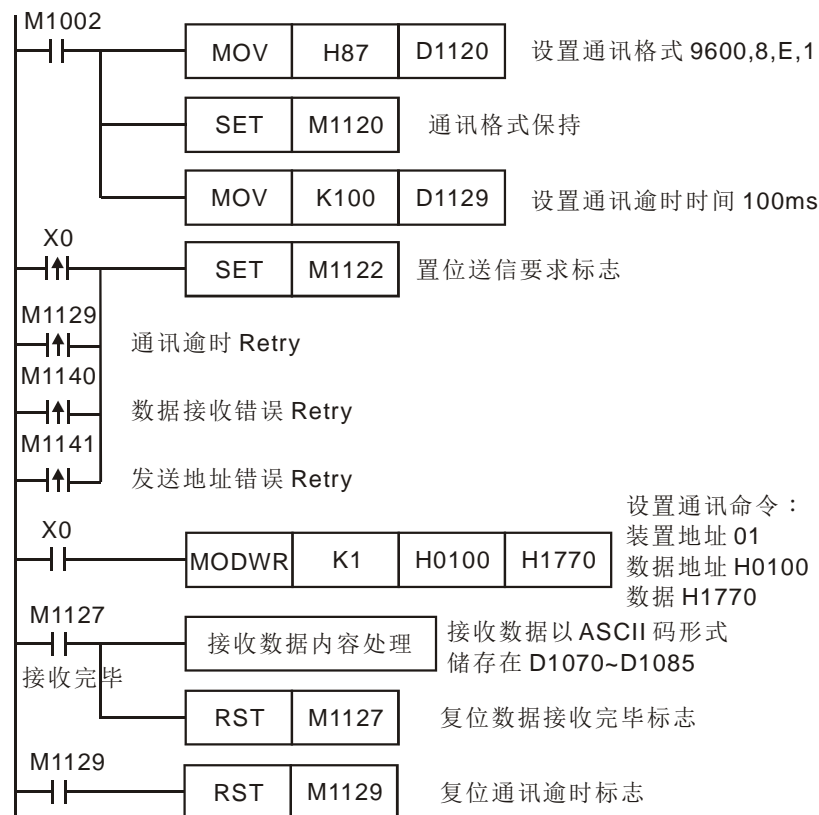 M1002
MOV H87 D1120 设置通讯格式 9600,8,E,1
SET M1120 通讯格式保持
MOV K100 D1129 设置通讯逾时时间 100ms
X0
SET M1122 置位送信要求标志
M1129
通讯逾时 Retry
M1140
数据接收错误 Retry
M1141
发送地址错误 Retry
X0
MODWR K1 H0100 H1770
设置通讯命令：
装置地址 01
数据地址 H0100
数据 H1770
M1127
接收完毕
接收数据内容处理
接收数据以 ASCII 码形式
储存在 D1070~D1085
RST M1127 复位数据接收完毕标志
M1129
RST M1129 复位通讯逾时标志